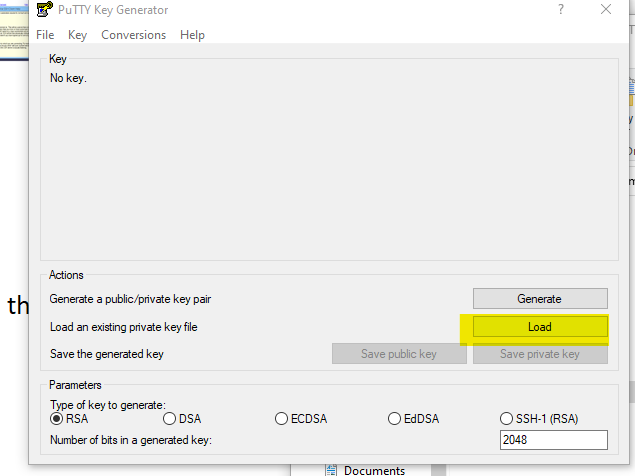 PuTTY Key Generator ?
File Key Conversions Help
Key
No key.
Actions
Generate a public/private key pair Generate
th
Load an existing private key file Load
Save the generated key Save public key Save private key
Parameters
Type of key to generate:
RSA DSA ECDSA EdDSA SSH-1 (RSA)
Number of bits in a generated key: 2048
Documents